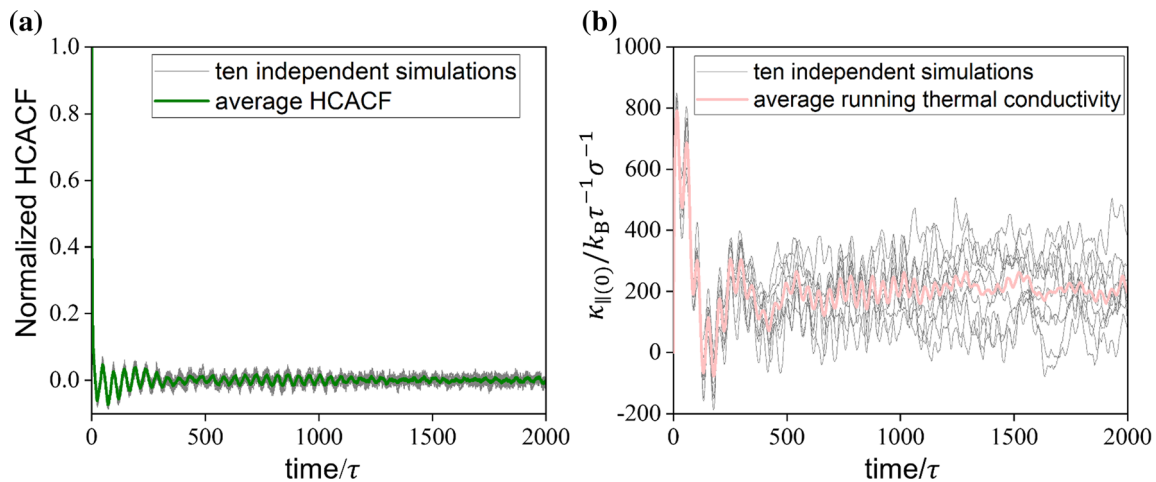 (a)
Normalized HCACF
1.0
0.8
0.6
0.4
0.2
0.0
ten independent simulations
average HCACF
0
500
1000
1500
2000
time/τ
(b)
κ∥(0)/kBτ−1σ−1
1000
800
600
400
200
0
-200
ten independent simulations
average running thermal conductivity
0
500
1000
1500
2000
time/τ